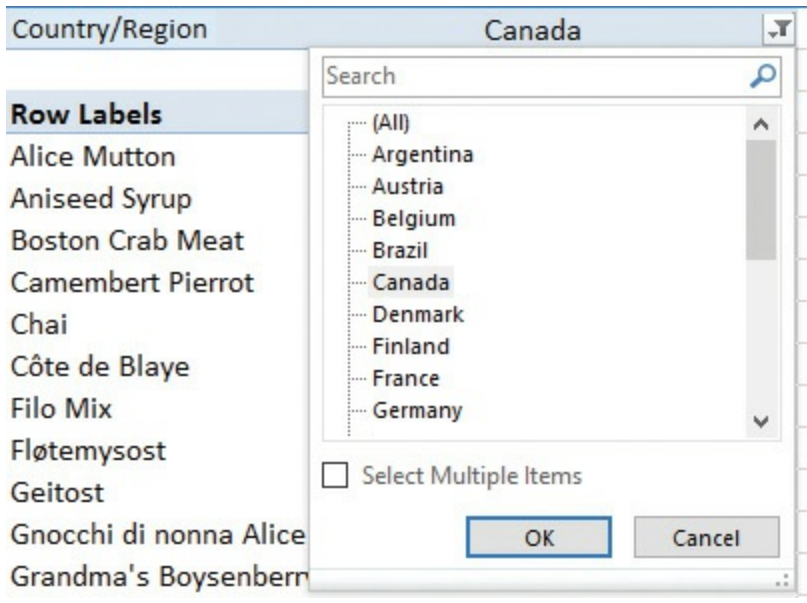 Country/Region Canada
Search
Row Labels
(All)
Alice Mutton
Argentina
Aniseed Syrup
Austria
Belgium
Boston Crab Meat
Brazil
Camembert Pierrot
Canada
Chai
Denmark
Côte de Blaye
Finland
Filo Mix
France
Germany
Fløtemysost
Select Multiple Items
Geitost
Gnocchi di nonna Alice
OK Cancel
Grandma's